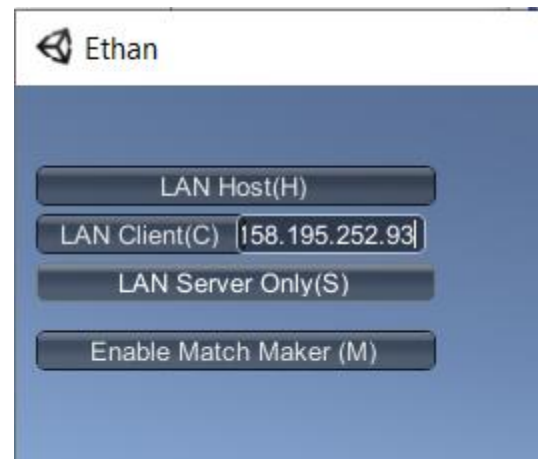 Ethan
LAN Host(H)
LAN Client(C) 158.195.252.93
LAN Server Only(S)
Enable Match Maker (M)